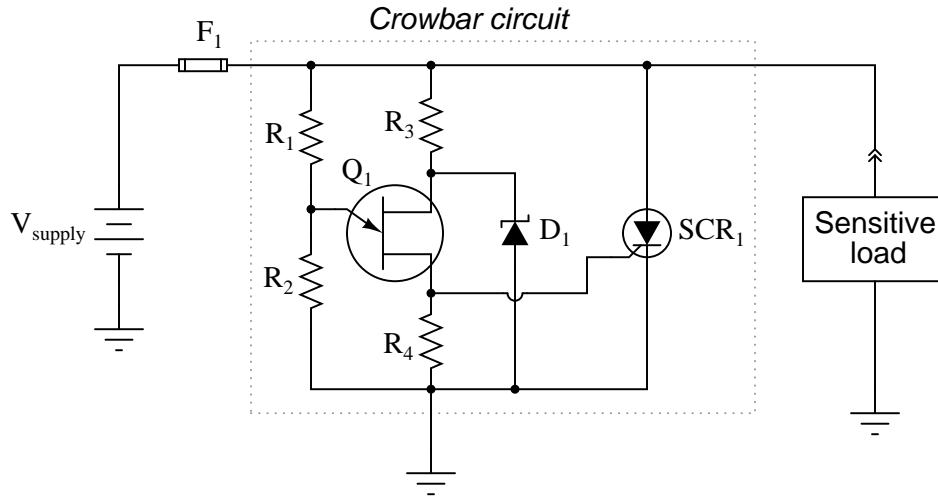 Crowbar circuit
F1
R1
R3
Q1
Vsupply
D1
SCR1
Sensitive
load
R2
R4